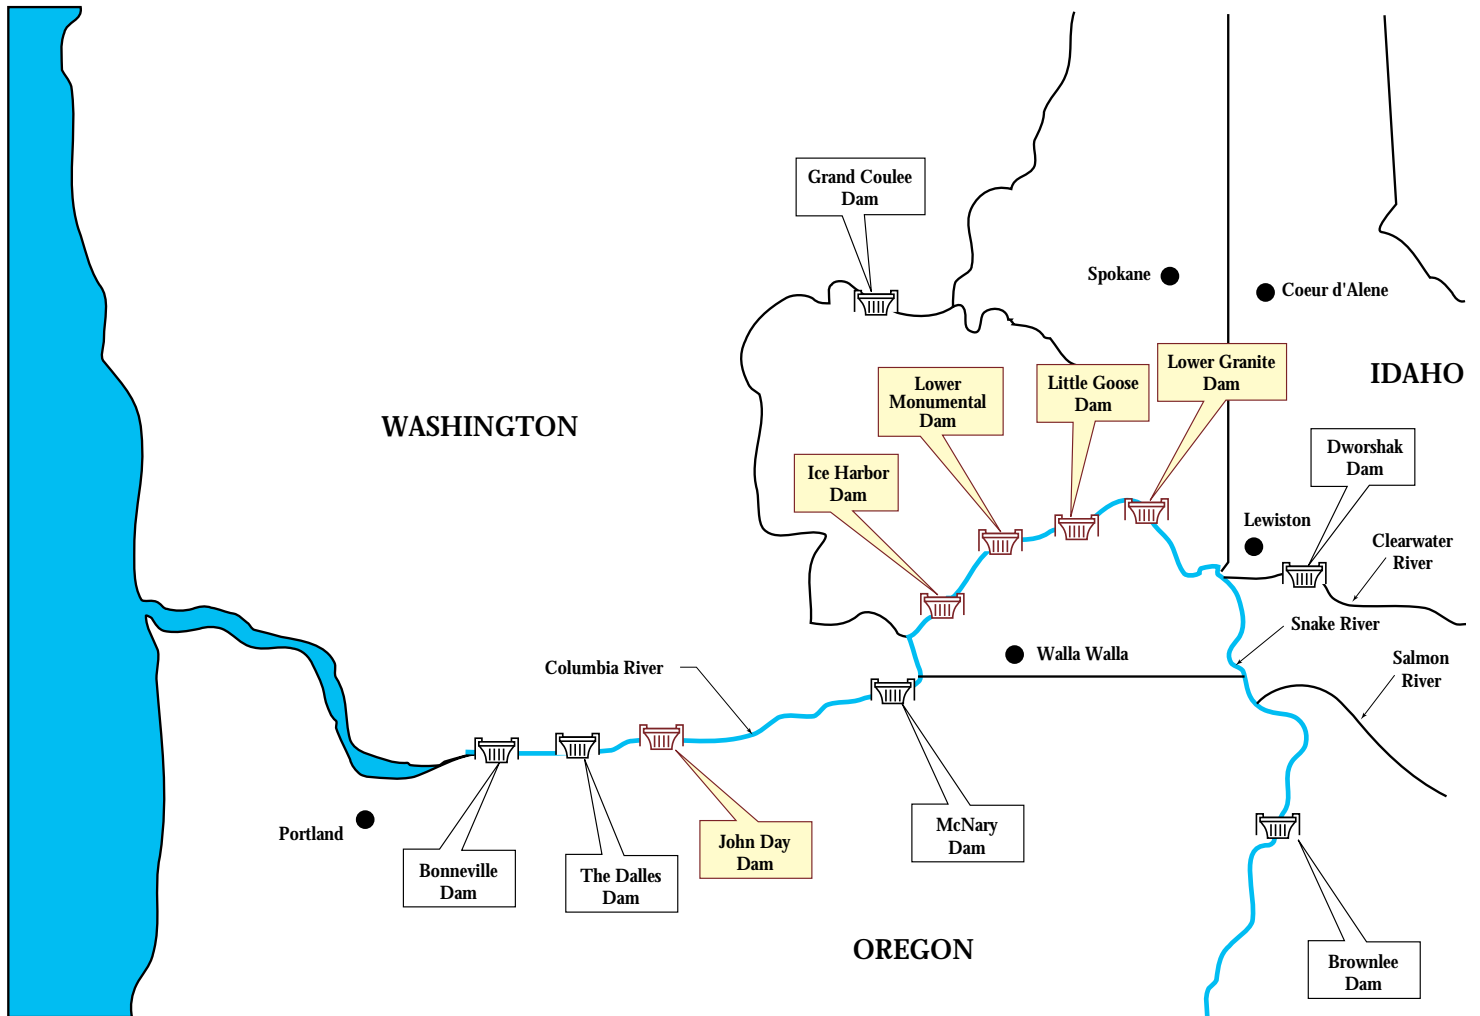 Grand Coulee
Dam
Spokane
Coeur d'Alene
Lower Granite
Dam
IDAHO
Little Goose
Dam
Lower
Monumental
Dam
WASHINGTON
Dworshak
Dam
Ice Harbor
Dam
Lewiston
Clearwater
River
Snake River
Walla Walla
Salmon
River
Columbia River
Portland
Bonneville
Dam
The Dalles
Dam
John Day
Dam
McNary
Dam
OREGON
Brownlee
Dam